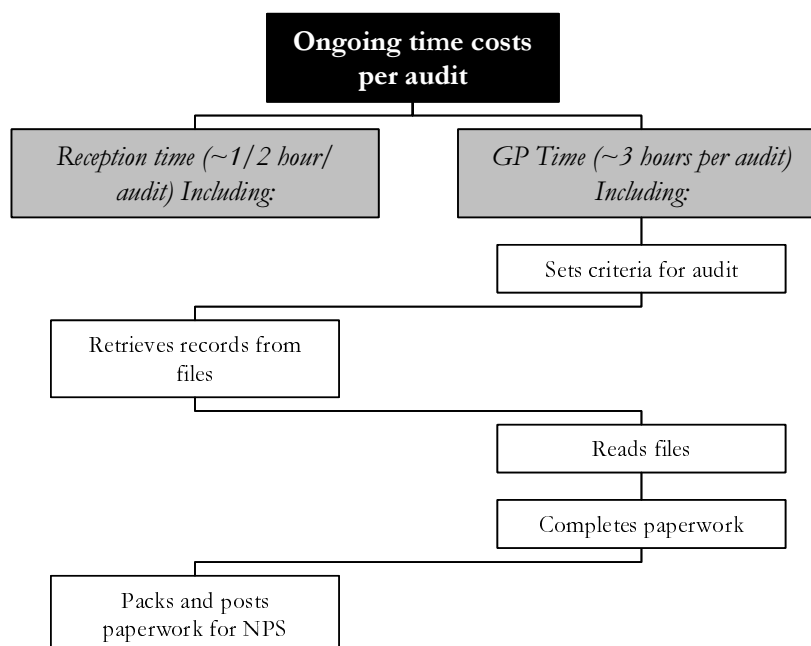 Ongoing time costs
per audit
Reception time (~1/2 hour/
audit) Including:
GP Time (~3 hours per audit)
Including:
Sets criteria for audit
Retrieves records from
files
Reads files
Completes paperwork
Packs and posts
paperwork for NPS